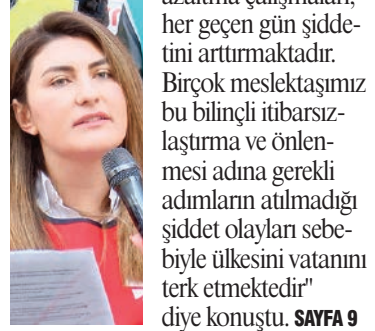 azaltma çalışmaları,
her geçen gün şidde-
tini arttırmaktadır.
Birçok meslektaşımız
bu bilinçli itibarsız-
laştırma ve önlen-
mesi adına gerekli
adımların atılmadığı
şiddet olayları sebe-
biyle ülkesini vatanını
terk etmektedir"
diye konuştu. SAYFA 9